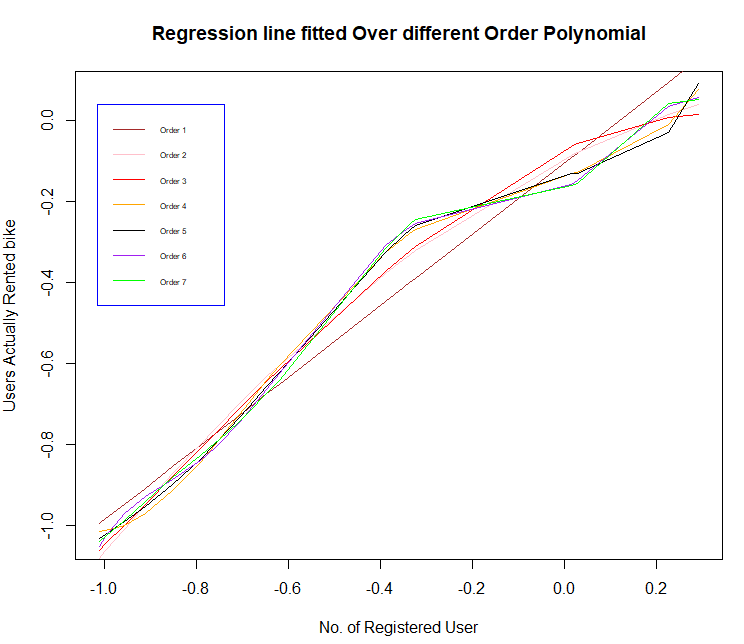 Regression line fitted Over different Order Polynomial
Users Actually Rented bike
0.0
-0.2
-0.4
-0.6
-0.8
-1.0
Order 1
Order 2
Order 3
Order 4
Order 5
Order 6
Order 7
-1.0 -0.8 -0.6 -0.4 -0.2 0.0 0.2
No. of Registered User